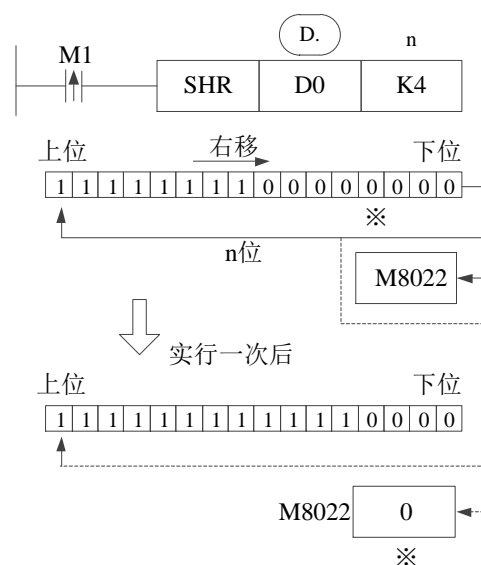 D. n
M1
SHR D0 K4
上位 右移 下位
1 1 1 1 1 1 1 1 0 0 0 0 0 0 0 0
※
n位
M8022
实行一次后
上位 下位
1 1 1 1 1 1 1 1 1 1 1 1 0 0 0 0
M8022 0
※